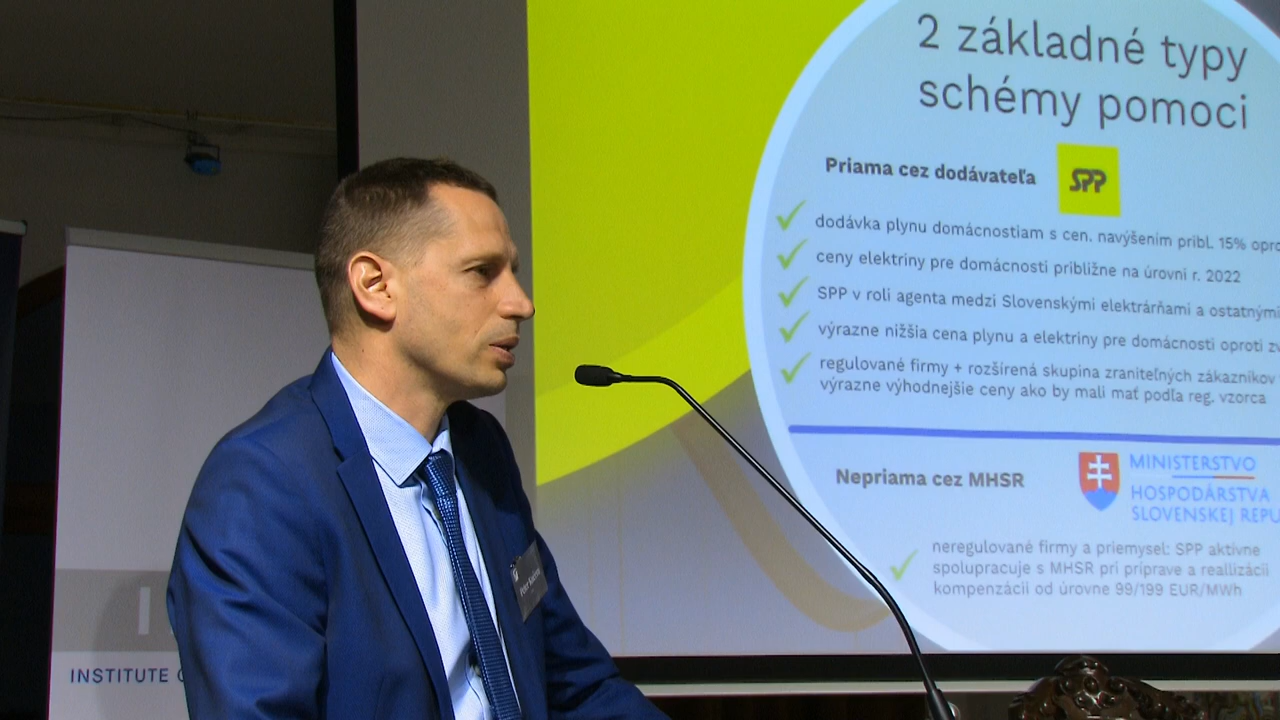 2 základné typy
schémy pomoci
Priama cez dodávateľa
SPP
dodávka plynu domácnostiam s cen. navýšením pribl. 15%
ceny elektriny pre domácnosti približne na úrovni r. 2022
SPP v roli agenta medzi Slovenskými elektrárňami a ostatnými
výrazne nižšia cena plynu a elektriny pre domácnosti oproti
regulované firmy + rozšírená skupina zraniteľných zákazníkov
výrazne výhodnejšie ceny ako by mali mať podľa reg. vzorca
Nepriama cez MHSR
MINISTERSTVO
HOSPODÁRSTVA
SLOVENSKEJ
neregulované firmy a priemysel: SPP aktívne
spolupracuje s MHSR pri príprave a realizácii
kompenzácií od úrovne 99/199 EUR/MWh
Peter
INSTITUTE